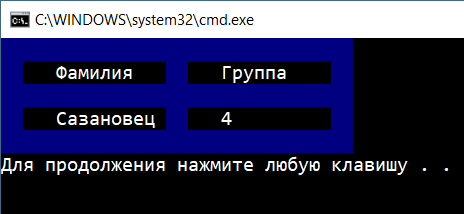 C:\WINDOWS\system32\cmd.exe
Фамилия Группа
Сазановец 4
Для продолжения нажмите любую клавишу . .